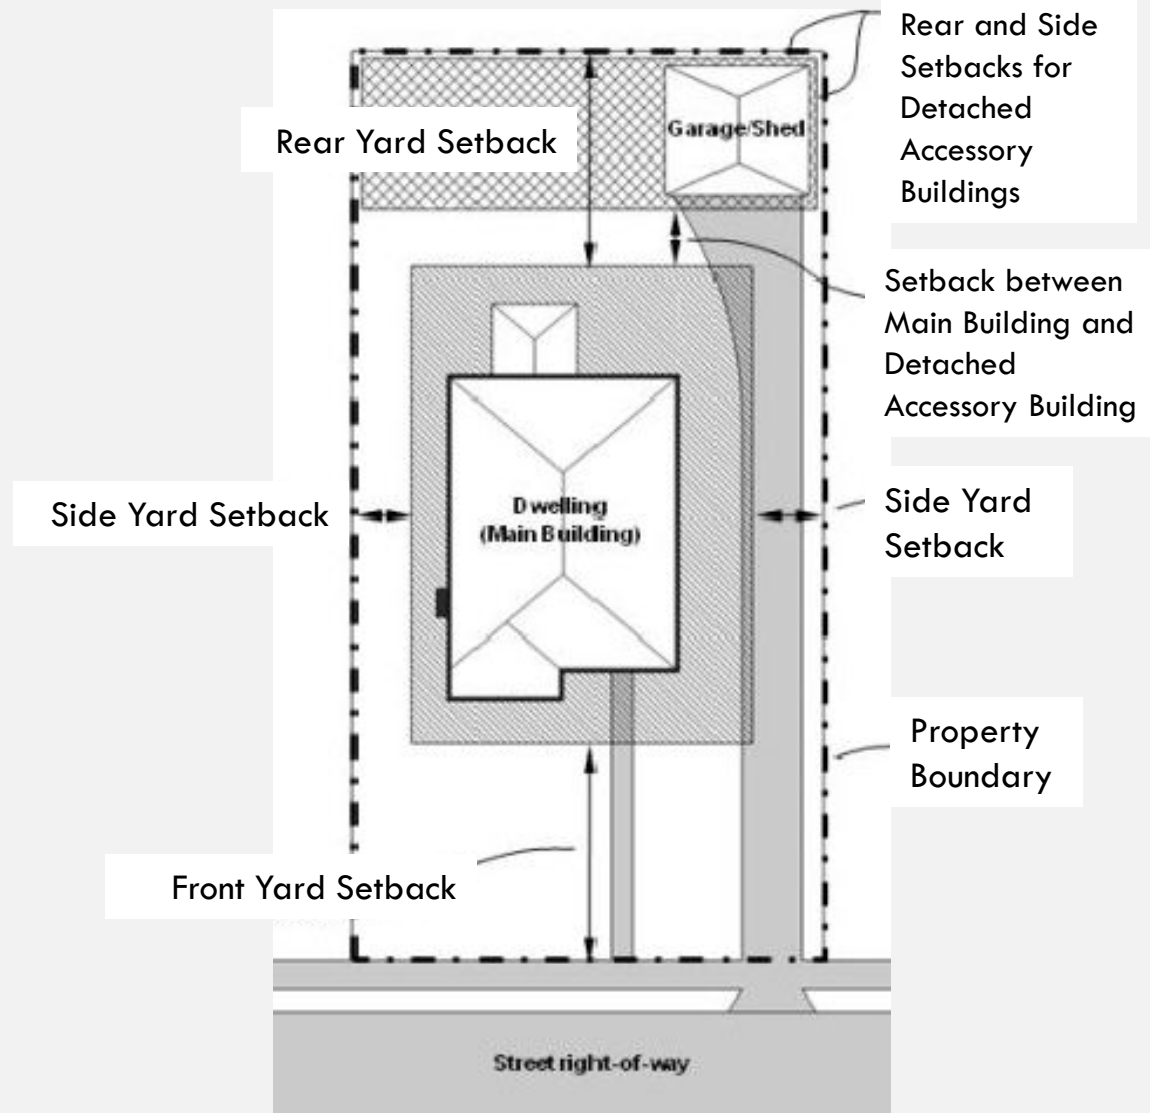 Rear and Side
Setbacks for
Detached
Accessory
Buildings
Garage/Shed
Rear Yard Setback
Setback between
Main Building and
Detached
Accessory Building
Side Yard Setback
Dwelling
(Main Building)
Side Yard
Setback
Property
Boundary
Front Yard Setback
Street right-of-way